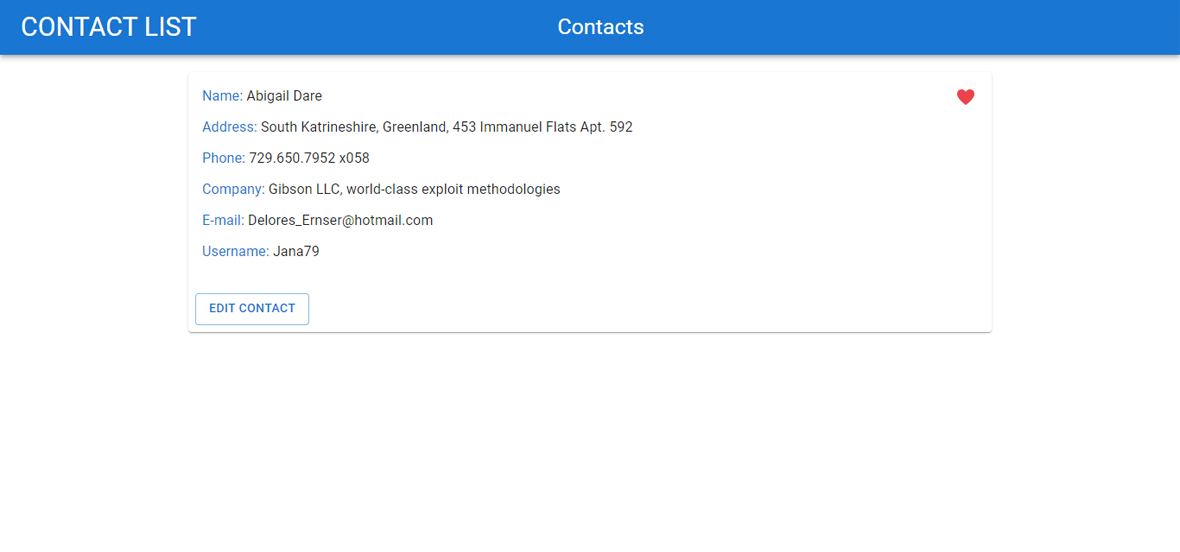 CONTACT LIST
Contacts
Name: Abigail Dare
Address: South Katrineshire, Greenland, 453 Immanuel Flats Apt. 592
Phone: 729.650.7952 x058
Company: Gibson LLC, world-class exploit methodologies
E-mail: Delores_Ernser@hotmail.com
Username: Jana79
EDIT CONTACT